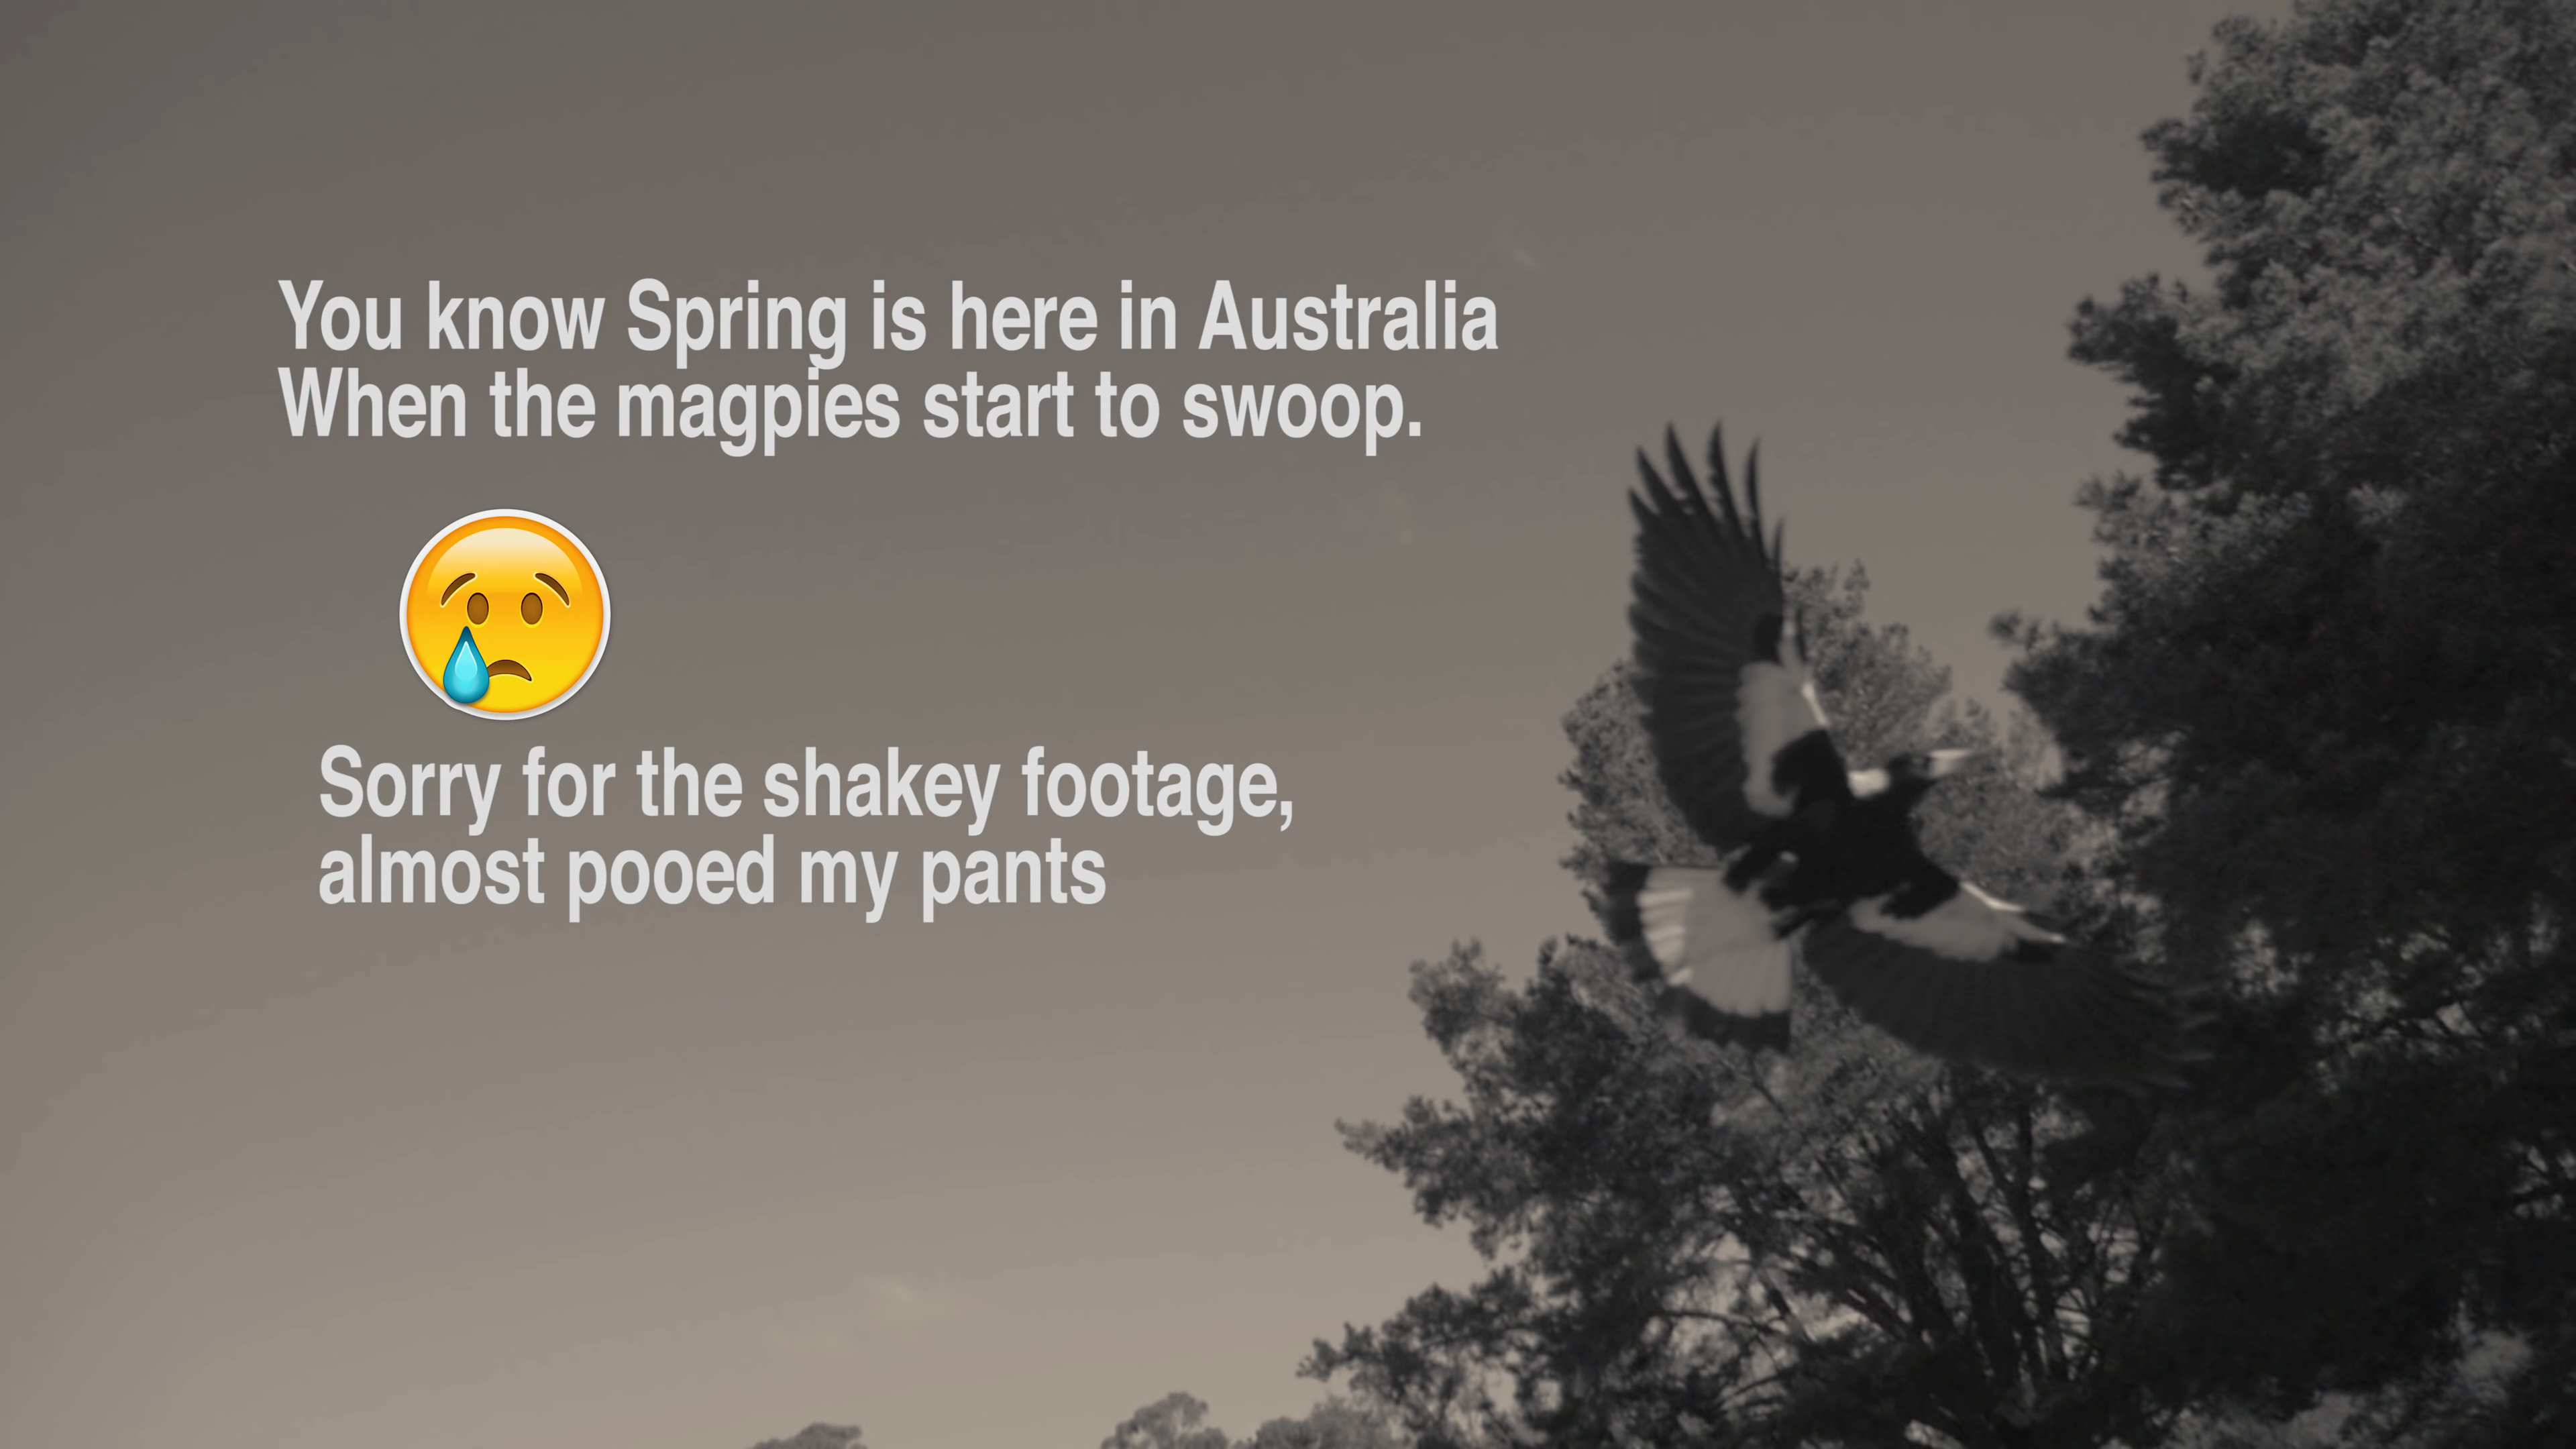 You know Spring is here in Australia
When the magpies start to swoop.
Sorry for the shakey footage,
almost pooed my pants